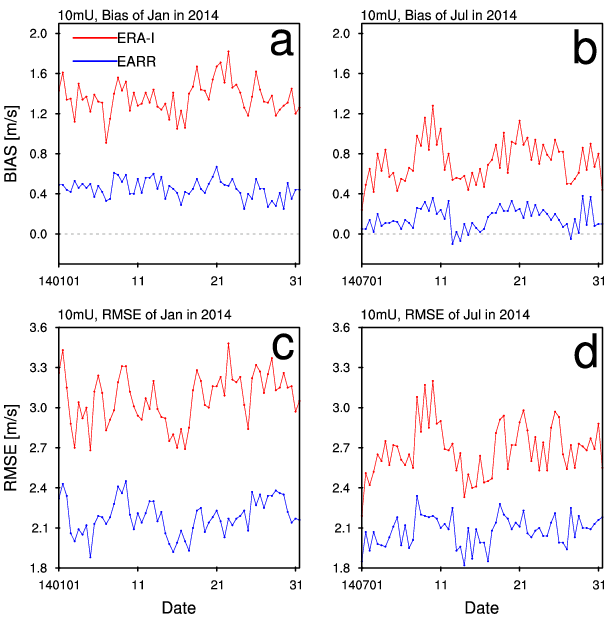 10mU, Bias of Jan in 2014
10mU, Bias of Jul in 2014
a
b
ERA-I
EARR
BIAS [m/s]
2.0
1.6
1.2
0.8
0.4
0.0
140101 11 21 31
2.0
1.6
1.2
0.8
0.4
0.0
140701 11 21 31
10mU, RMSE of Jan in 2014
10mU, RMSE of Jul in 2014
c
d
RMSE [m/s]
3.6
3.3
3.0
2.7
2.4
2.1
1.8
140101 11 21 31
Date
3.6
3.3
3.0
2.7
2.4
2.1
1.8
140701 11 21 31
Date